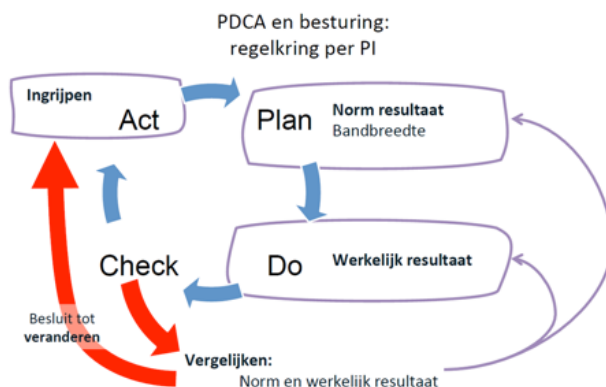 PDCA en besturing:
regelkring per PI
Ingrijpen
Act
Plan
Norm resultaat
Bandbreedte
Check
Do
Werkelijk resultaat
Besluit tot
veranderen
Vergelijken:
Norm en werkelijk resultaat